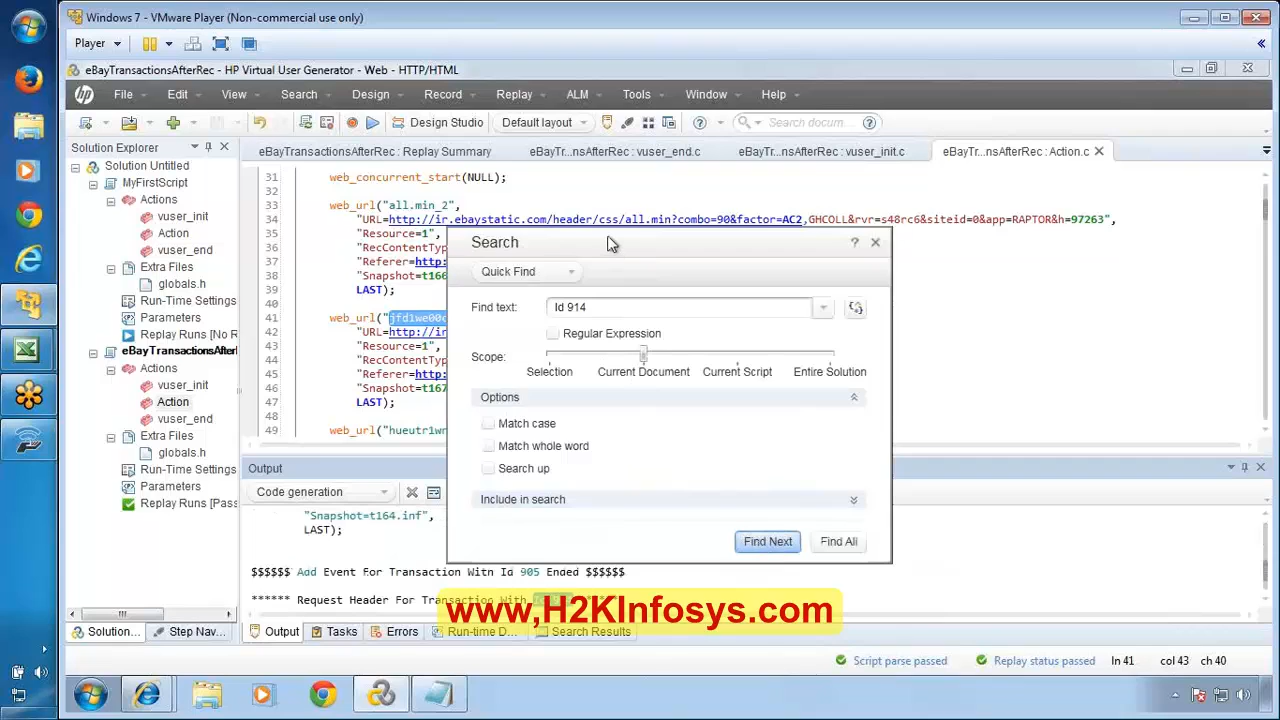 Windows 7 - VMware Player (Non-commercial use only)
Player
eBayTransactionsAfterRec - HP Virtual User Generator - Web - HTTP/HTML
hp File Edit View Search Design Record Replay ALM Tools Window Help
Design Studio Default layout Search docum
Solution Explorer
eBayTransactionsAfterRec : Replay Summary eBayTr...nsAfterRec : vuser_end.c eBayTr...nsAfterRec : vuser_init.c eBayTr...nsAfterRec : Action.c
Solution Untitled
MyFirstScript
Actions
vuser_init
Action
vuser_end
Extra Files
globals.h
Run-Time Settings
Parameters
Replay Runs [No R
eBayTransactionsAfterR
Actions
vuser_init
Action
vuser_end
Extra Files
globals.h
Run-Time Settings
Parameters
Replay Runs [Pass
Solution... Step Nav...
31 web_concurrent_start(NULL);
32
33 web_url("all.min_2",
34 "URL=http://ir.ebaystatic.com/header/css/all.min?combo=90&factor=AC2,GHCOLL&rvr=s48rc6&siteid=0&app=RAPTOR&h=97263",
35 "Resource=1",
36 "RecContentTyp
37 "Referer=http:
38 "Snapshot=t166
39 LAST);
40
41 web_url("jfd1we00c
42 "URL=http://ir
43 "Resource=1",
44 "RecContentTyp
45 "Referer=http:
46 "Snapshot=t167
47 LAST);
48
49 web_url("hueutr1wn
Search
Quick Find
Find text: Id 914
Regular Expression
Scope:
Selection Current Document Current Script Entire Solution
Options
Match case
Match whole word
Search up
Include in search
Find Next Find All
Output
Code generation
"Snapshot=t164.inf",
LAST);
$$$$$$ Add Event For Transaction With Id 905 Ended $$$$$$
****** Request Header For Transaction With
www,H2KInfosys.com
Output Tasks Errors Run-time D... Search Results
Script parse passed Replay status passed ln 41 col 43 ch 40